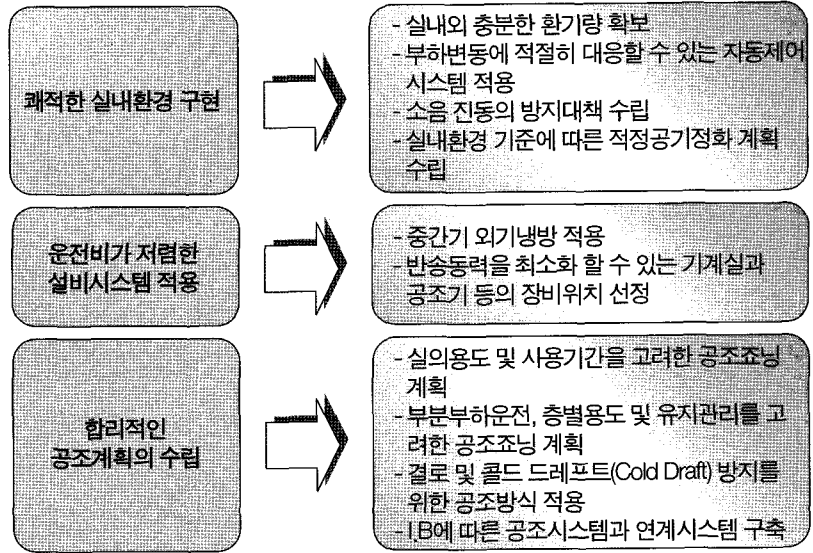 쾌적한 실내환경 구현
- 실내외 충분한 환기량 확보
- 부하변동에 적절히 대응할 수 있는 자동제어
시스템 적용
- 소음 진동의 방지대책 수립
- 실내환경 기준에 따른 적정공기정화 계획
수립
운전비가 저렴한
설비시스템 적용
- 중간기 외기냉방 적용
- 반송동력을 최소화 할 수 있는 기계실과
공조기 등의 장비위치 선정
합리적인
공조계획의 수립
- 실의용도 및 사용기간을 고려한 공조죠닝
계획
- 부분부하운전, 층별용도 및 유지관리를 고
려한 공조죠닝 계획
- 결로 및 콜드 드레프트(Cold Draft) 방지를
위한 공조방식 적용
- I.B에 따른 공조시스템과 연계시스템 구축